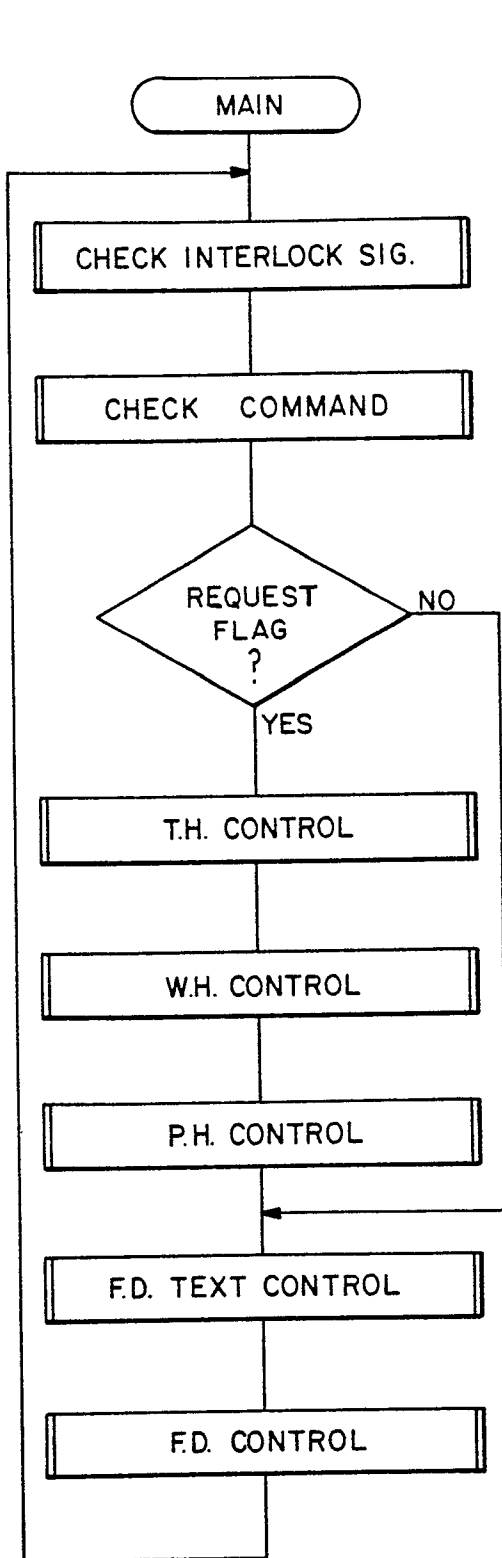 MAIN
CHECK INTERLOCK SIG.
CHECK COMMAND
REQUEST
FLAG
?
NO
YES
T.H. CONTROL
W.H. CONTROL
P.H. CONTROL
F.D. TEXT CONTROL
F.D. CONTROL